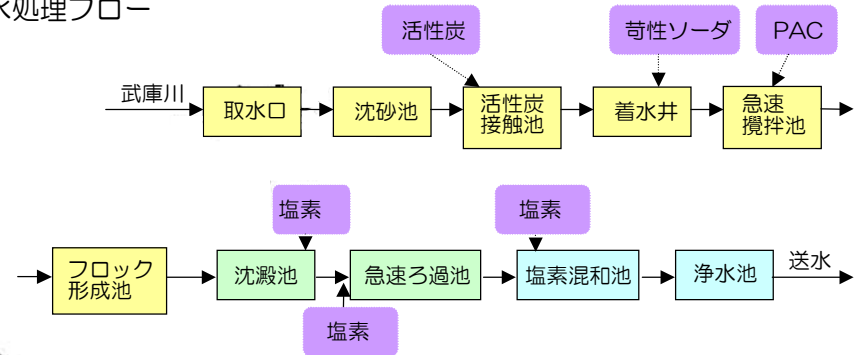 水処理フロー
活性炭
苛性ソーダ
PAC
武庫川
取水口
沈砂池
活性炭
接触池
着水井
急速
攪拌池
塩素
塩素
フロック
形成池
沈澱池
急速ろ過池
塩素混和池
浄水池
送水
塩素